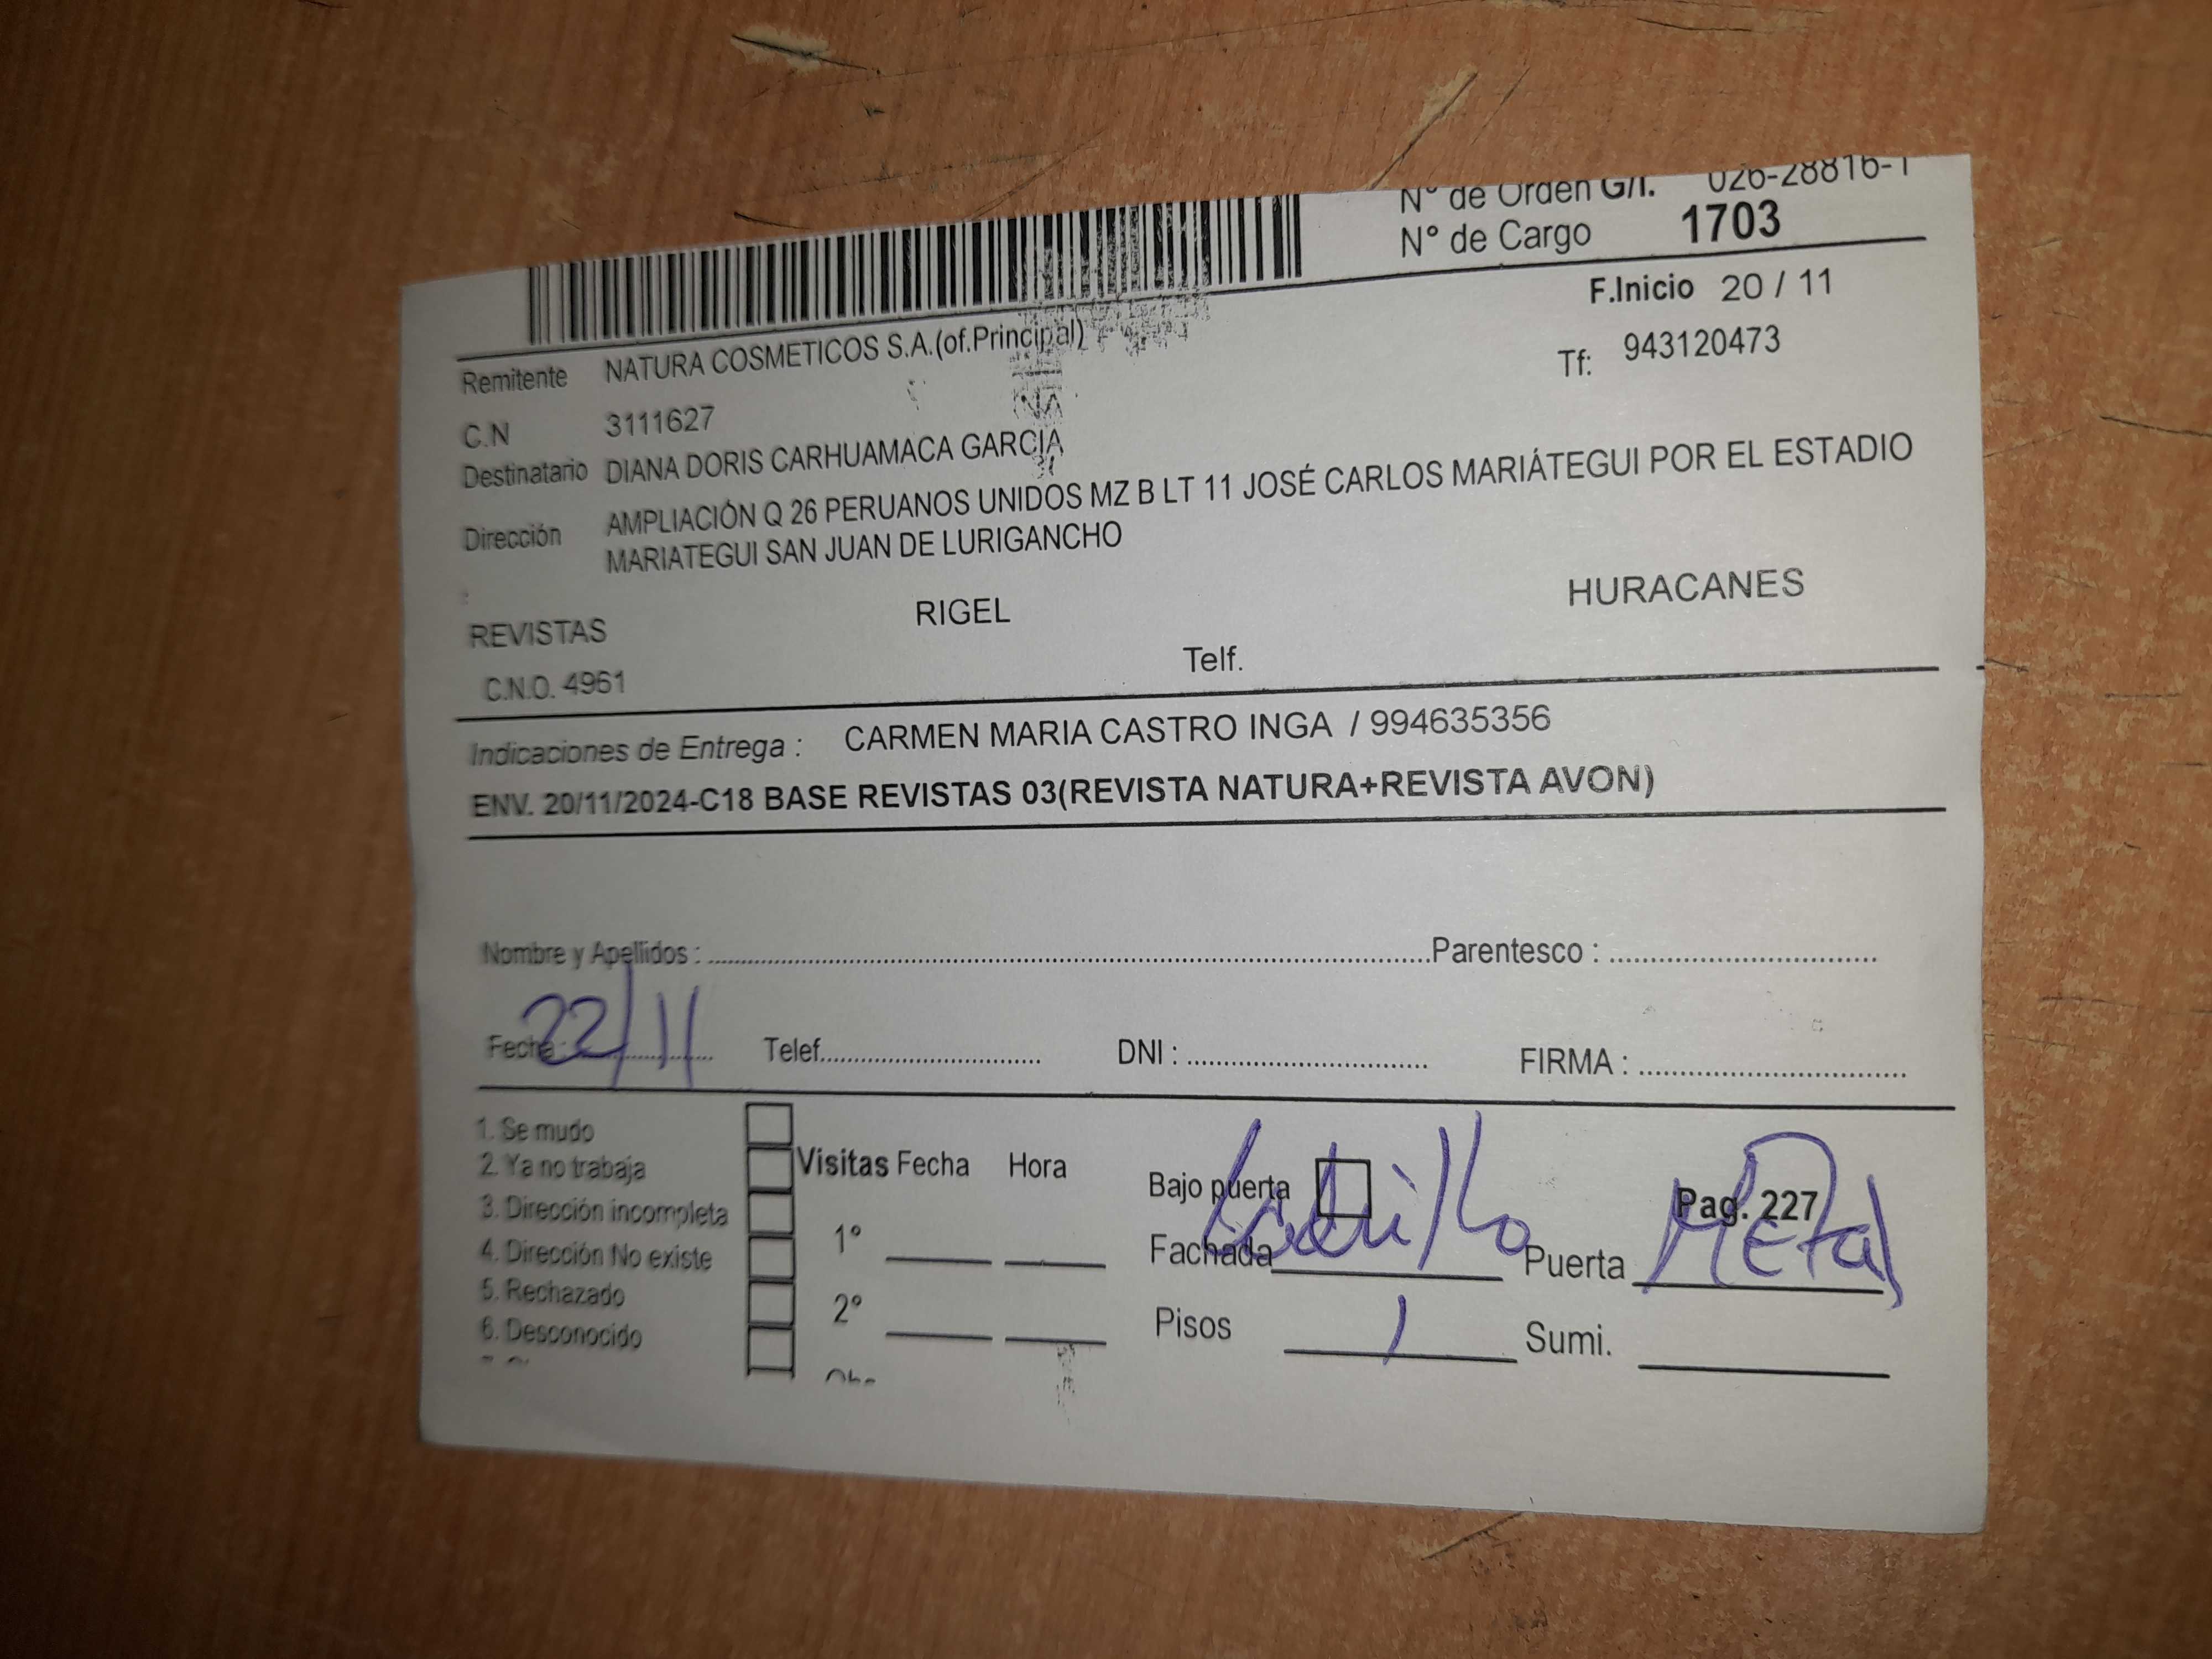 N° de Orden G/I. 026-28816-1
N° de Cargo 1703
F.Inicio 20 / 11
Remitente NATURA COSMETICOS S.A.(of.Principal)
Tf: 943120473
C.N 3111627
Destinatario DIANA DORIS CARHUAMACA GARCIA
Dirección AMPLIACIÓN Q 26 PERUANOS UNIDOS MZ B LT 11 JOSÉ CARLOS MARIÁTEGUI POR EL ESTADIO
MARIATEGUI SAN JUAN DE LURIGANCHO
:
REVISTAS RIGEL HURACANES
C.N.O. 4961 Telf.
Indicaciones de Entrega : CARMEN MARIA CASTRO INGA / 994635356
ENV. 20/11/2024-C18 BASE REVISTAS 03(REVISTA NATURA+REVISTA AVON)
Nombre y Apellidos : Parentesco :
Fecha : 22/11 Telef. DNI : FIRMA :
1. Se mudo
2. Ya no trabaja
3. Dirección incompleta
4. Dirección No existe
5. Rechazado
6. Desconocido
Visitas Fecha Hora
1°
2°
Bajo puerta Pag. 227
Fachada Ladrillo Puerta Metal
Pisos 1 Sumi.